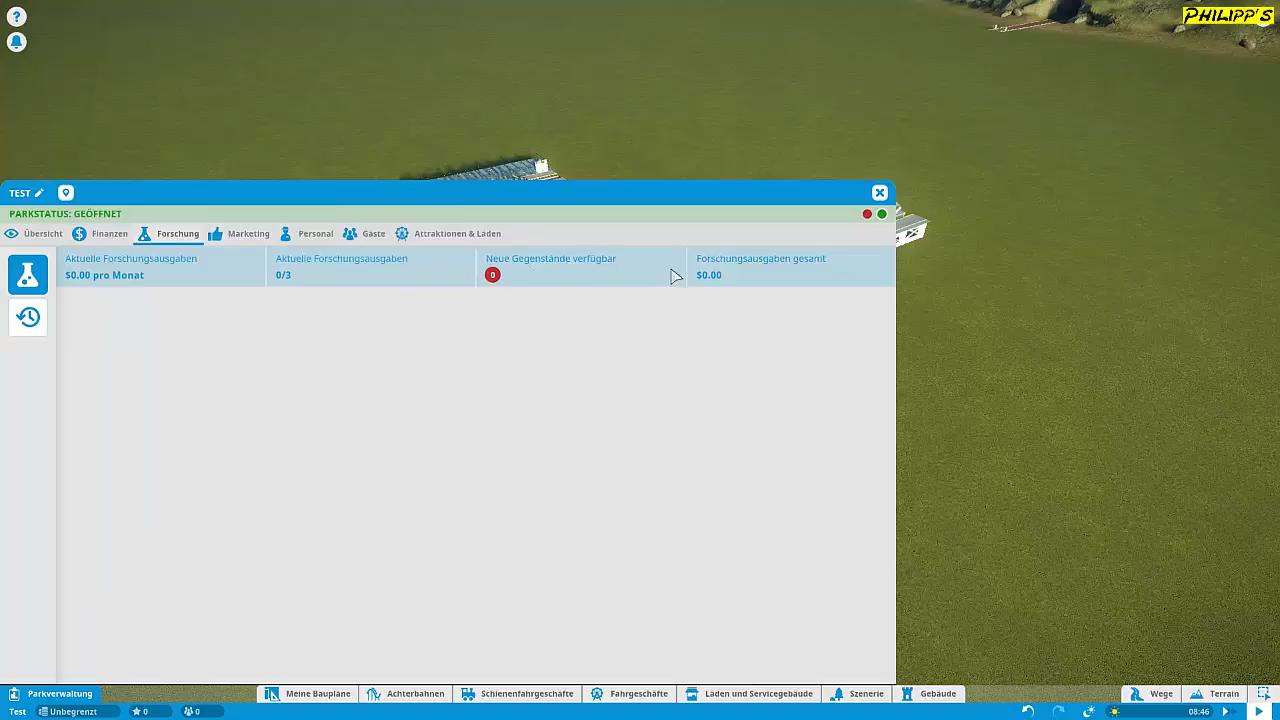 ?
PHILIPP'S
TEST
PARKSTATUS: GEÖFFNET
Übersicht Finanzen Forschung Marketing Personal Gäste Attraktionen & Läden
Aktuelle Forschungsausgaben Aktuelle Forschungsausgaben Neue Gegenstände verfügbar Forschungsausgaben gesamt
$0.00 pro Monat 0/3 0 $0.00
Parkverwaltung Meine Baupläne Achterbahnen Schienenfahrgeschäfte Fahrgeschäfte Läden und Servicegebäude Szenerie Gebäude Wege Terrain
Test Unbegrenzt 0 0 08:46